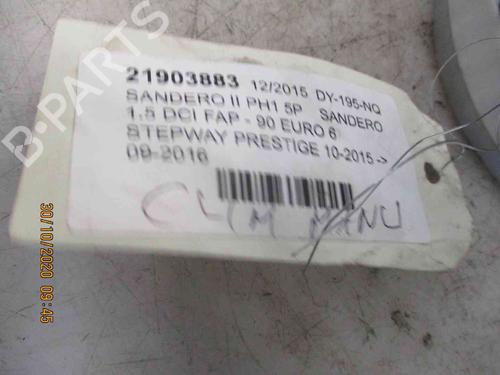 21903883 12/2015 DY-195-NQ
SANDERO II PH1 5P SANDERO
1.5 DCI FAP - 90 EURO 6
STEPWAY PRESTIGE 10-2015 ->
09-2016
CLIM MANU
30/10/2020 09:45